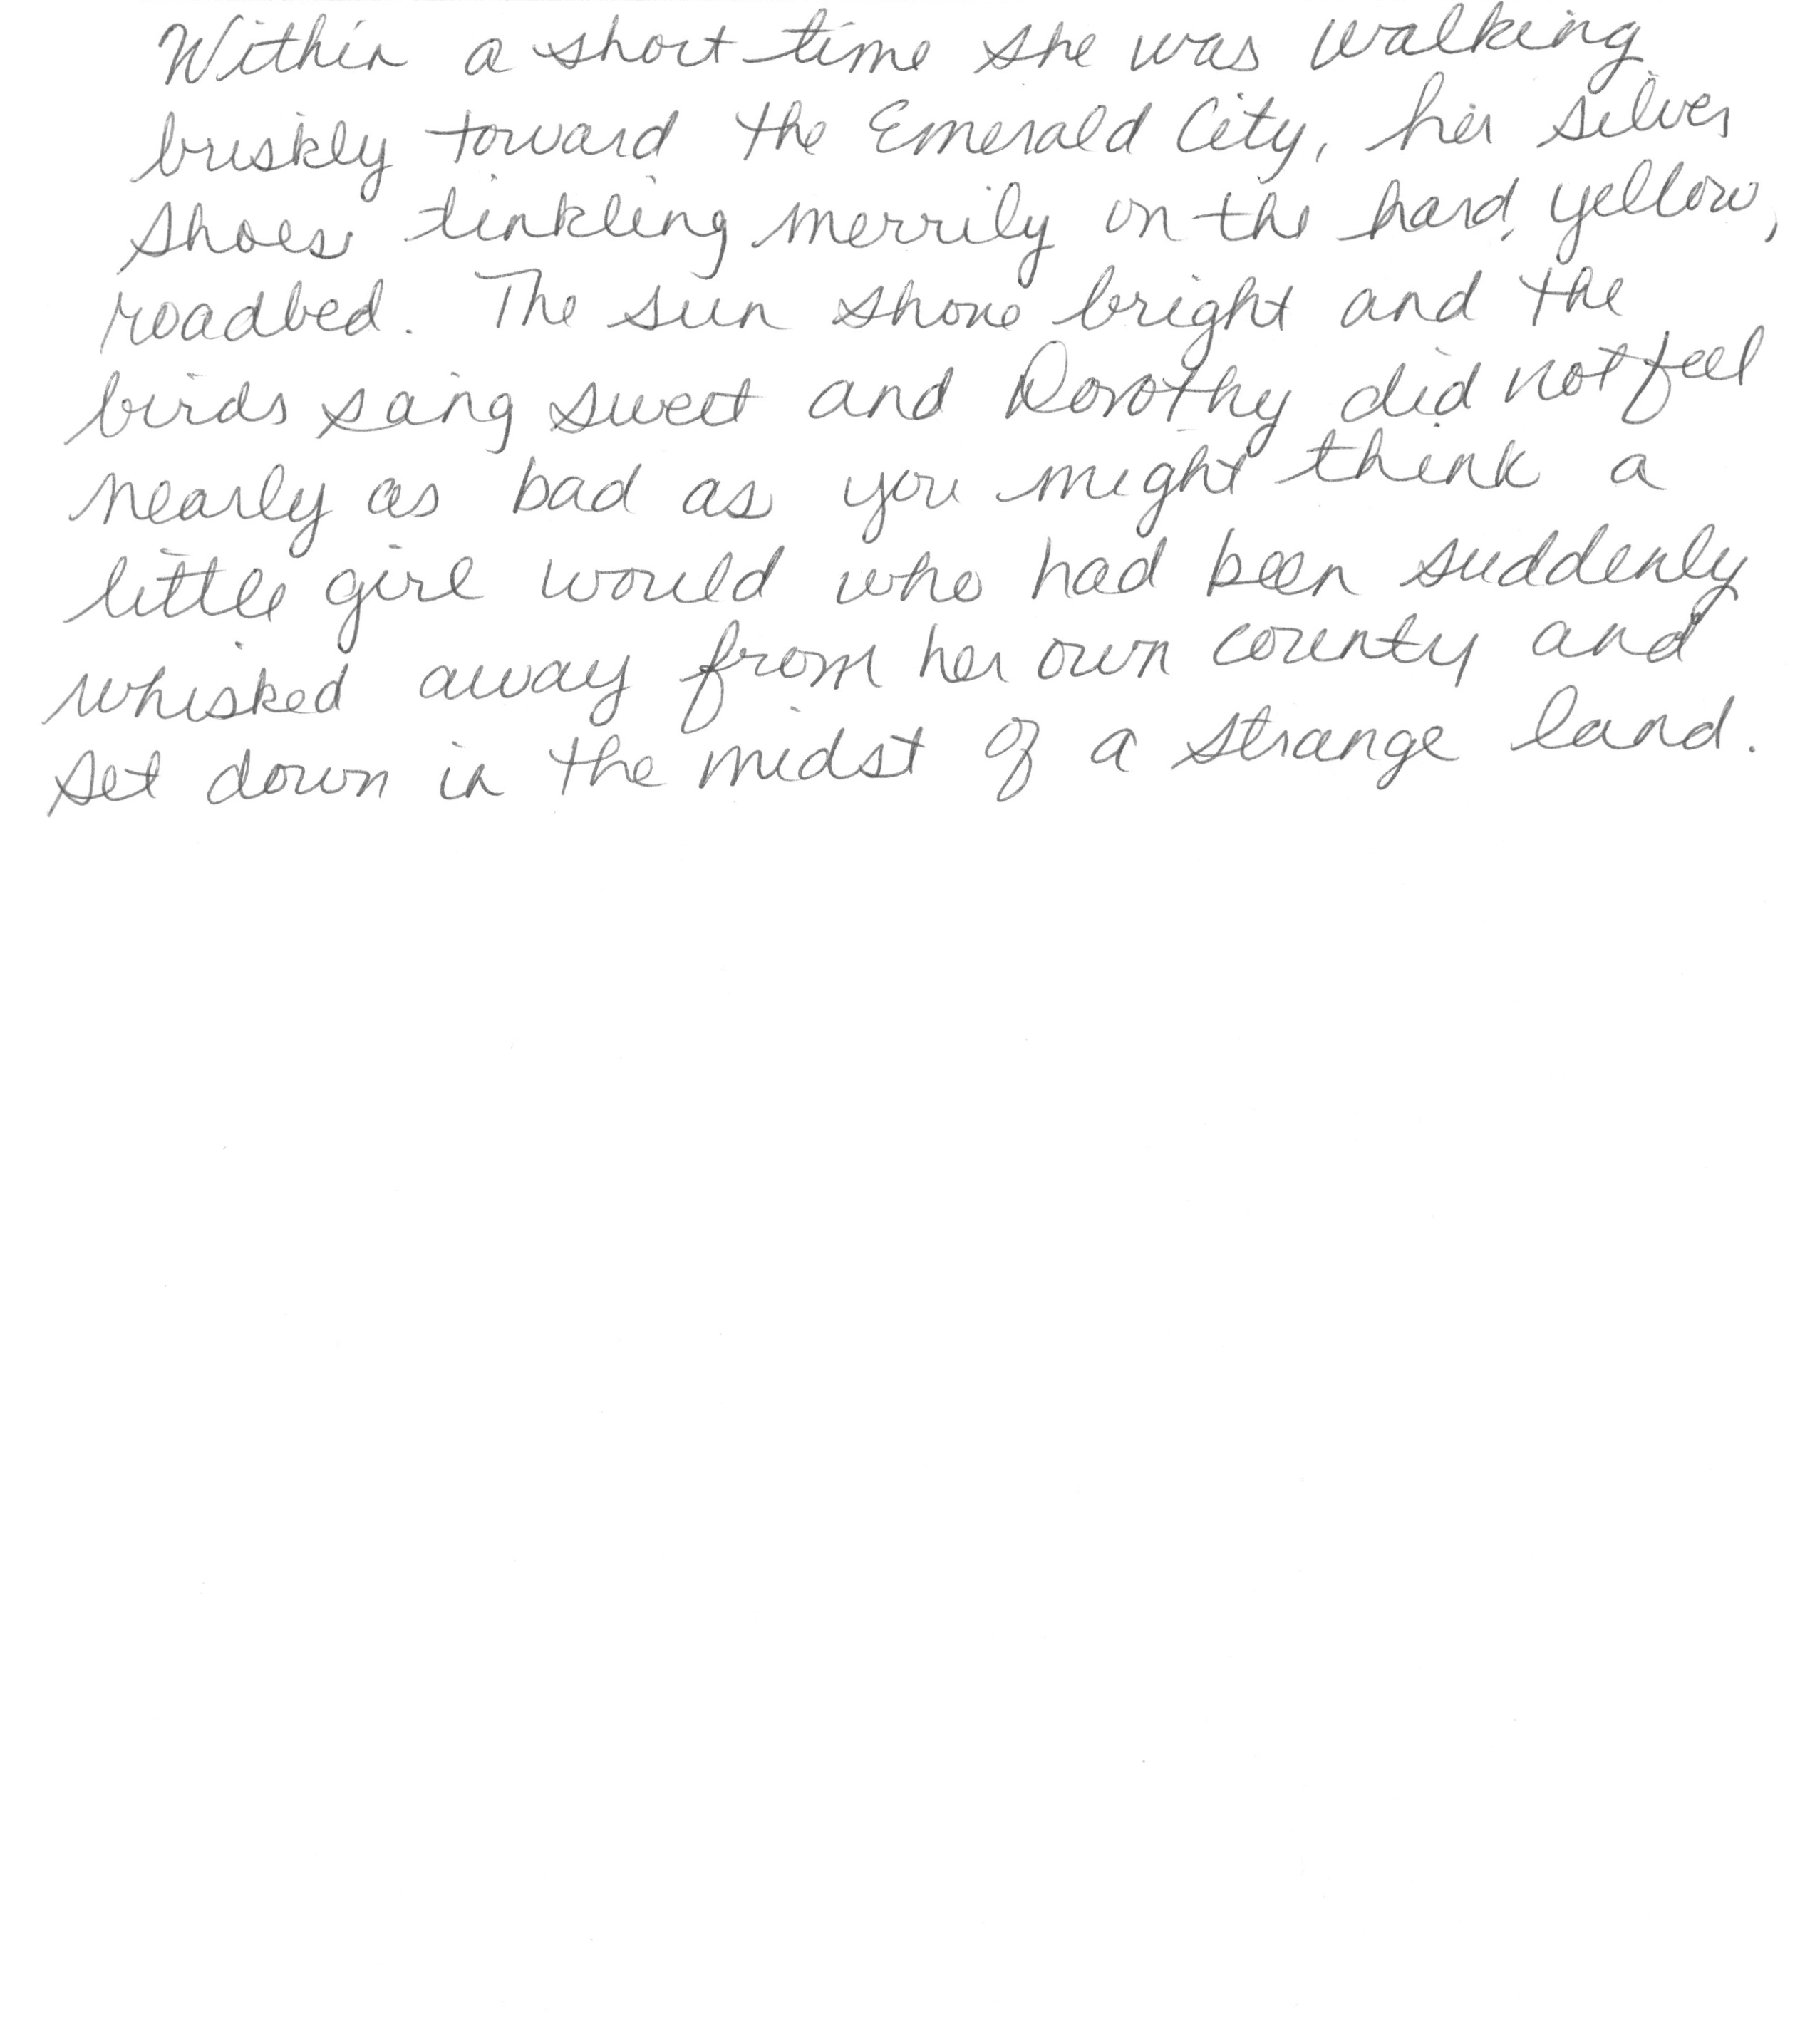 Within a short time she was walking
briskly toward the Emerald City, her silver
shoes tinkling merrily on the hard, yellow,
roadbed. The sun shone bright and the
birds sang sweet and Dorothy did not feel
nearly as bad as you might think a
little girl would who had been suddenly
whisked away from her own county and
set down in the midst of a strange land.